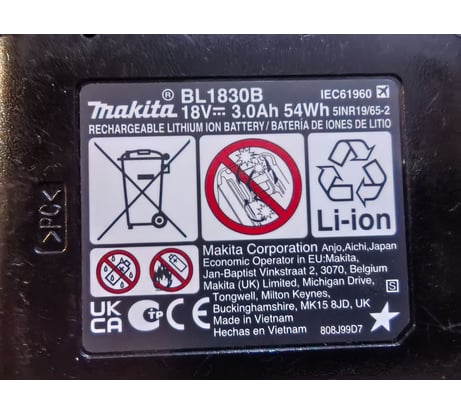 ® BL1830B
makita 18V⎓ 3.0Ah 54Wh
IEC61960
5INR19/65-2
RECHARGEABLE LITHIUM ION BATTERY / BATERÍA DE IONES DE LITIO
>PC<
Li-ion
Makita Corporation Anjo,Aichi,Japan
Economic Operator in EU:Makita,
Jan-Baptist Vinkstraat 2, 3070, Belgium
Makita (UK) Limited, Michigan Drive,
Tongwell, Milton Keynes,
Buckinghamshire, MK15 8JD, UK
Made in Vietnam
Hechas en Vietnam
808J99D7
S
UK
CA
CE